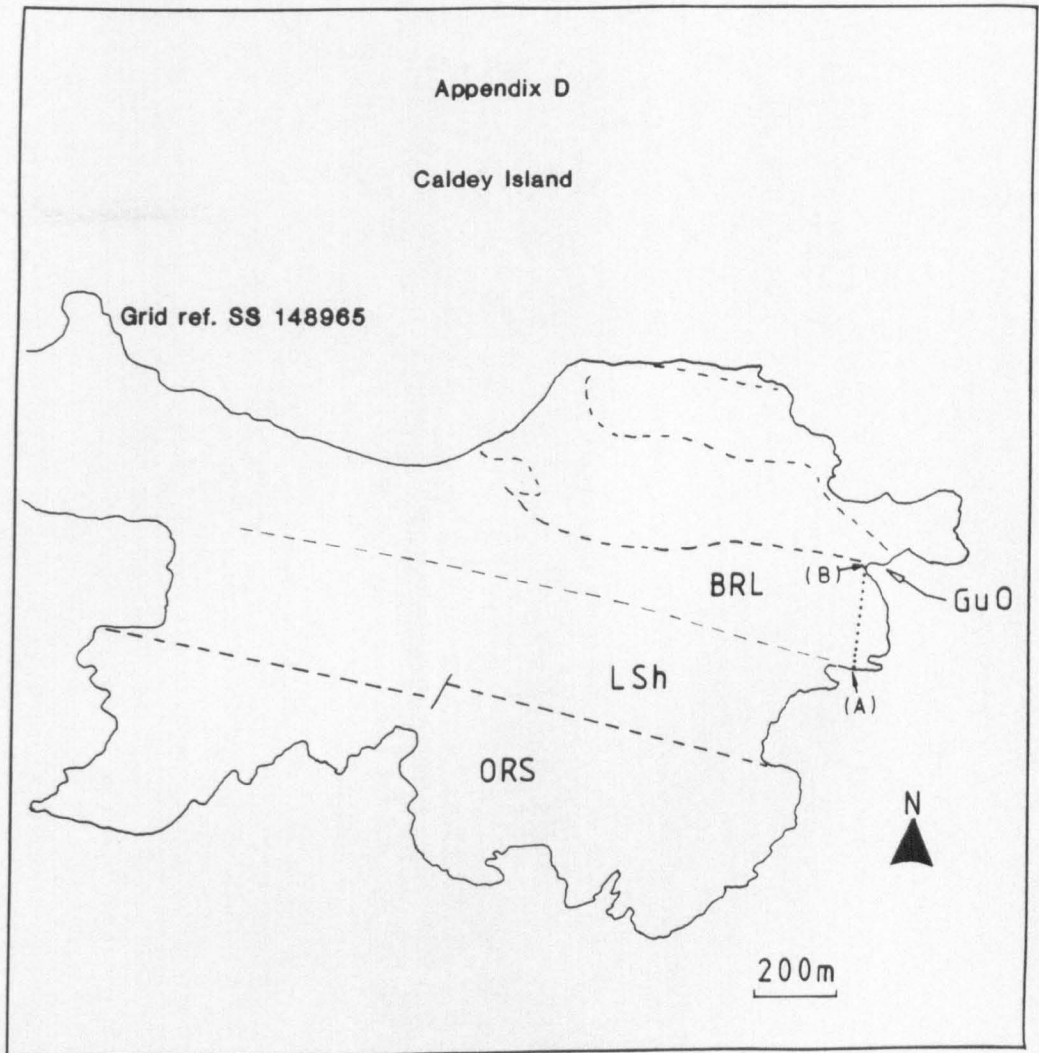 Appendix D
Caldey Island
Grid ref. SS 148965
BRL
(B)
GuO
LSh
(A)
ORS
N
200m